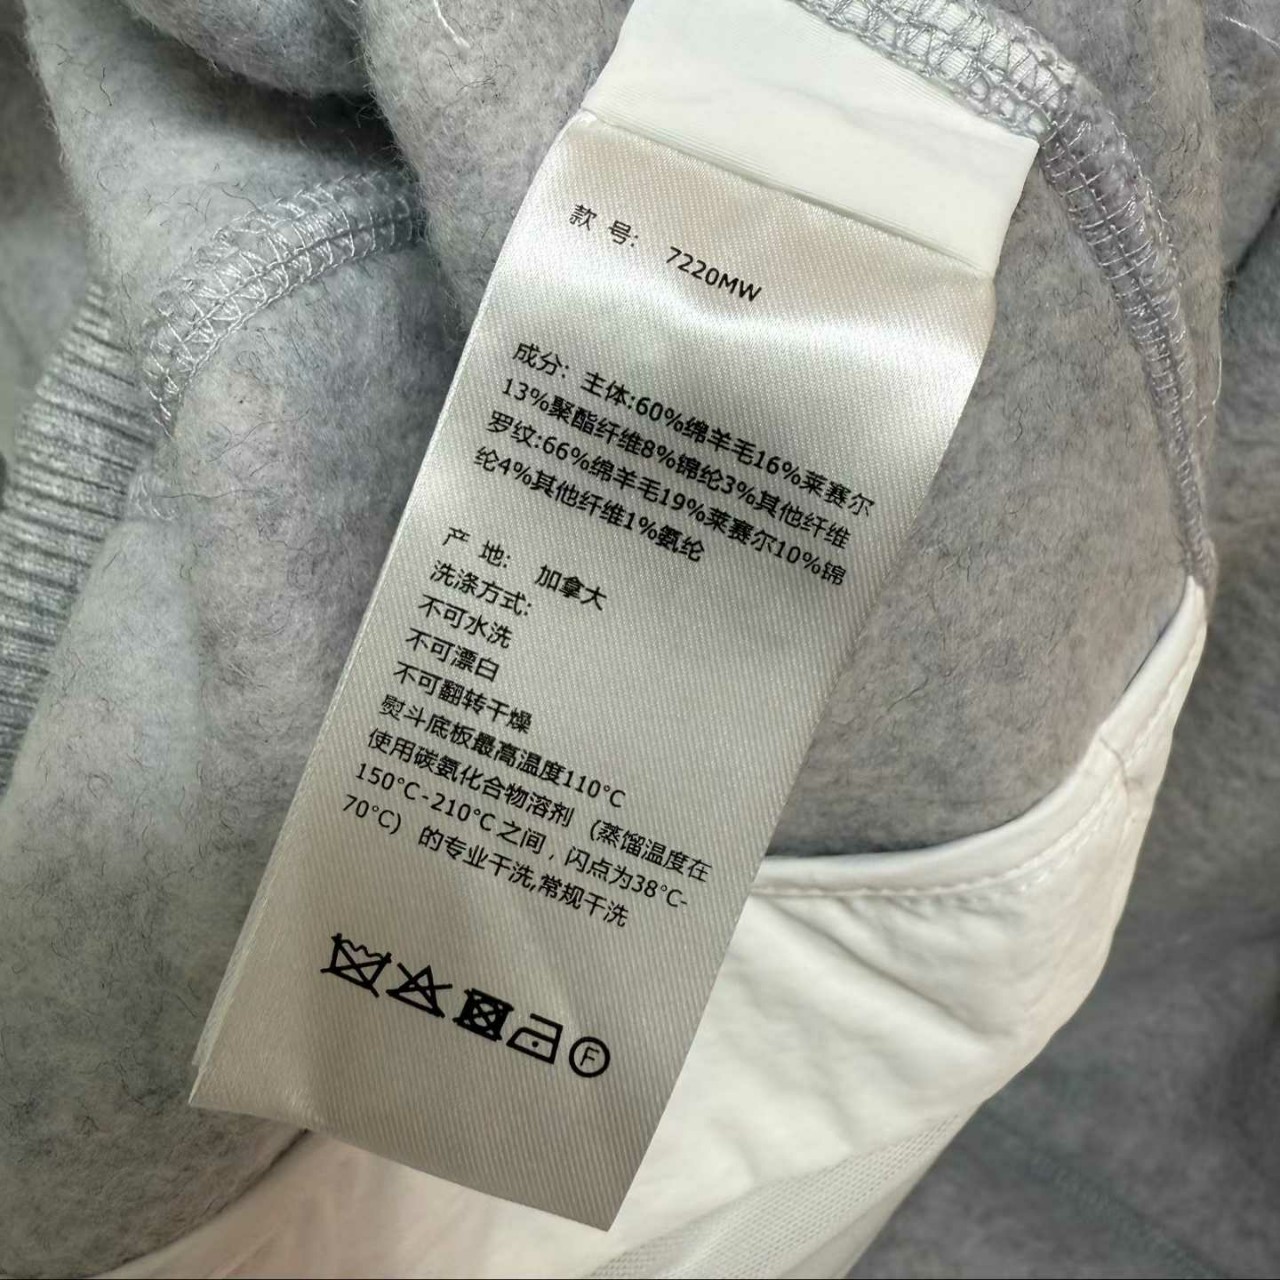 款 号: 7220MW
成分: 主体:60%绵羊毛16%莱赛尔
13%聚酯纤维8%锦纶3%其他纤维
罗纹:66%绵羊毛19%莱赛尔10%锦
纶4%其他纤维1%氨纶
产 地: 加拿大
洗涤方式:
不可水洗
不可漂白
不可翻转干燥
熨斗底板最高温度110°C
使用碳氨化合物溶剂 (蒸馏温度在
150°C-210°C之间，闪点为38°C-
70°C) 的专业干洗,常规干洗
F